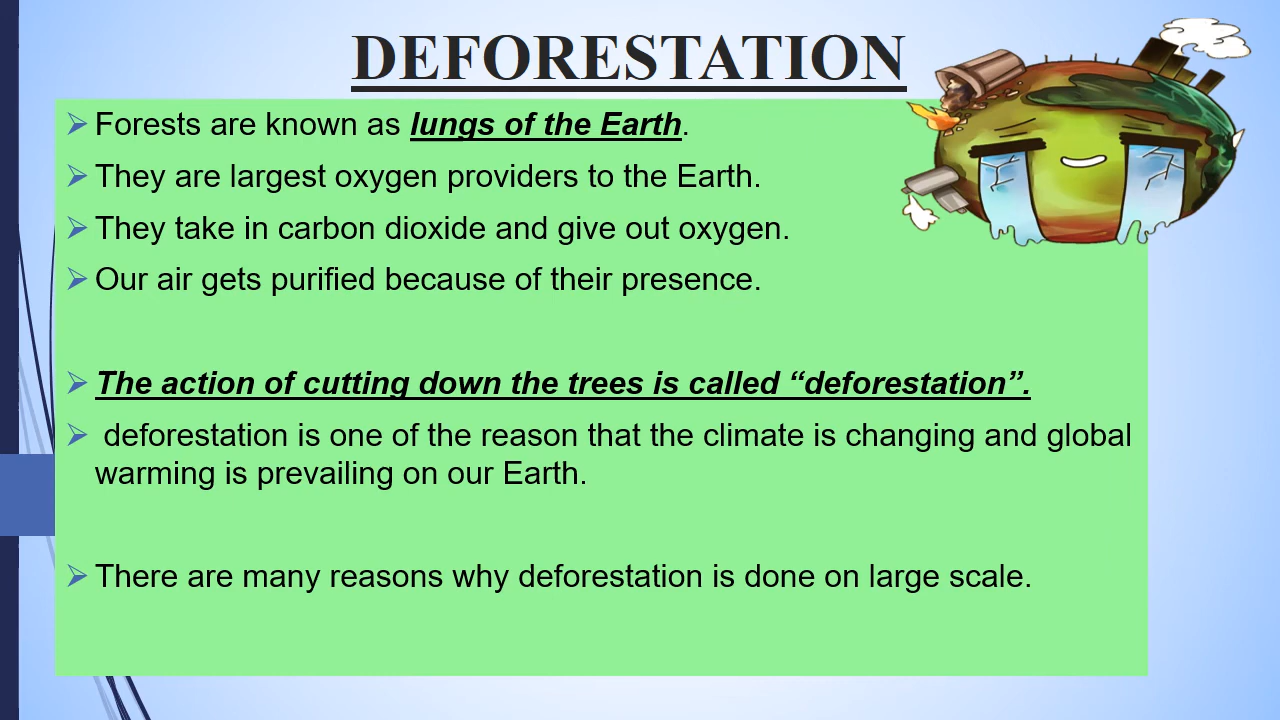 DEFORESTATION
Forests are known as lungs of the Earth.
They are largest oxygen providers to the Earth.
They take in carbon dioxide and give out oxygen.
Our air gets purified because of their presence.
The action of cutting down the trees is called “deforestation”.
deforestation is one of the reason that the climate is changing and global
warming is prevailing on our Earth.
There are many reasons why deforestation is done on large scale.